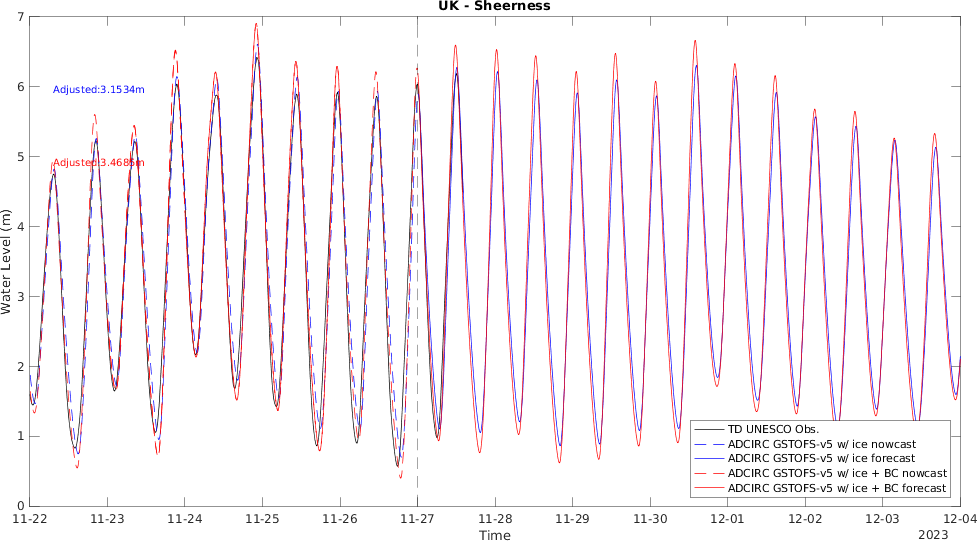 UK - Sheerness
7
6
5
4
3
2
1
0
Water Level (m)
Adjusted:3.1534m
Adjusted:3.4685m
TD UNESCO Obs.
ADCIRC GSTOFS-v5 w/ ice nowcast
ADCIRC GSTOFS-v5 w/ ice forecast
ADCIRC GSTOFS-v5 w/ ice + BC nowcast
ADCIRC GSTOFS-v5 w/ ice + BC forecast
11-22 11-23 11-24 11-25 11-26 11-27 11-28 11-29 11-30 12-01 12-02 12-03 12-04
Time 2023